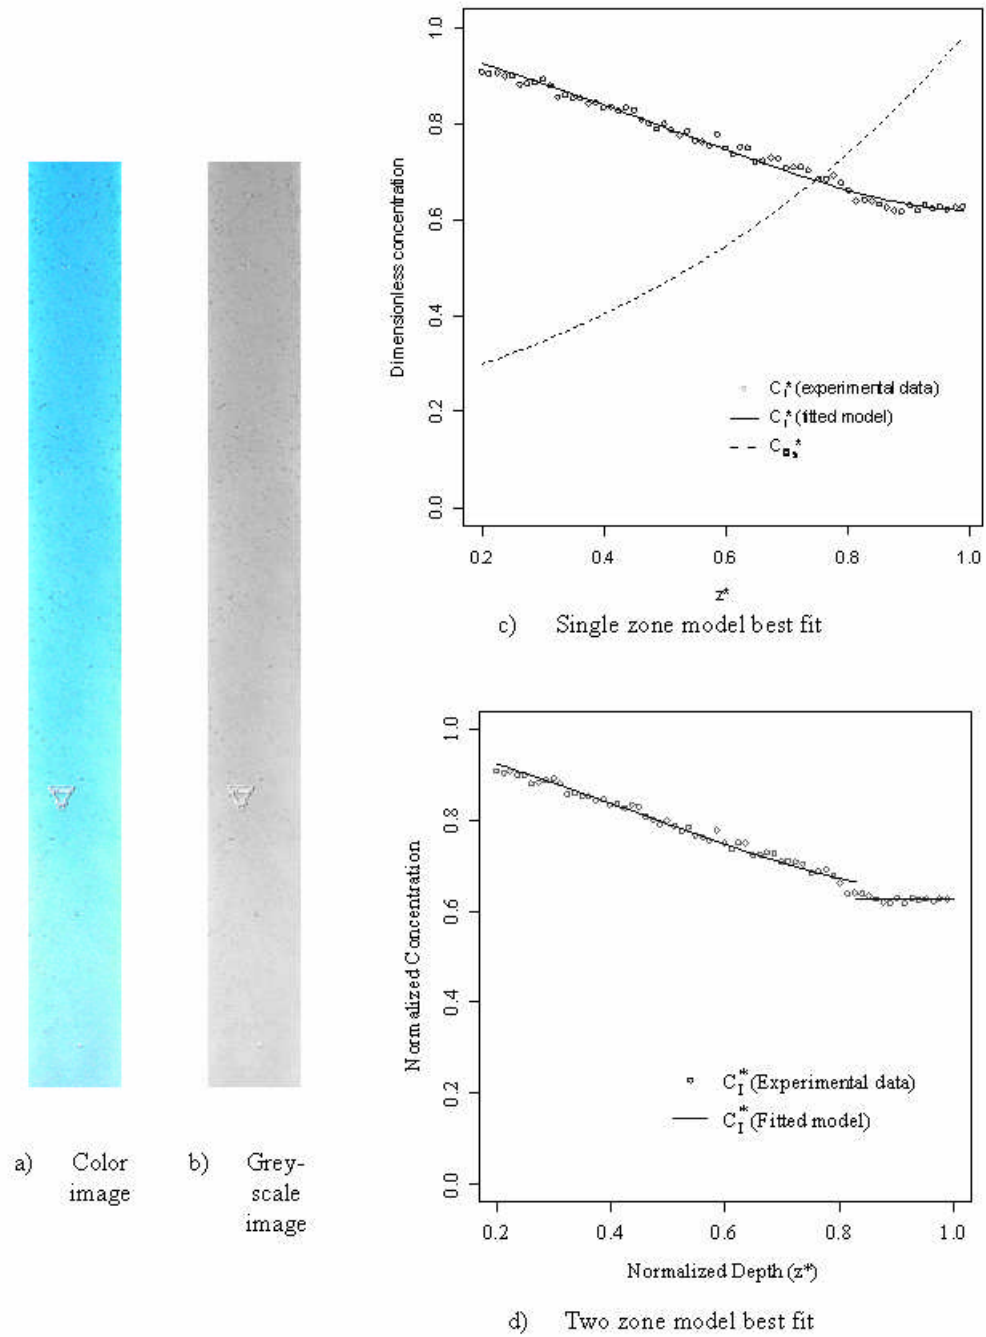 1.0
0.8
0.6
0.4
0.2
0.0
Dimensionless concentration
C_I^* (experimental data)
C_I^* (fitted model)
0.2 0.4 0.6 0.8 1.0
z*
c) Single zone model best fit
1.0
0.8
0.6
0.4
0.2
0.0
Normalized Concentration
C_I^* (Experimental data)
C_I^* (Fitted model)
0.2 0.4 0.6 0.8 1.0
Normalized Depth (z*)
d) Two zone model best fit
a) Color
image
b) Grey-
scale
image